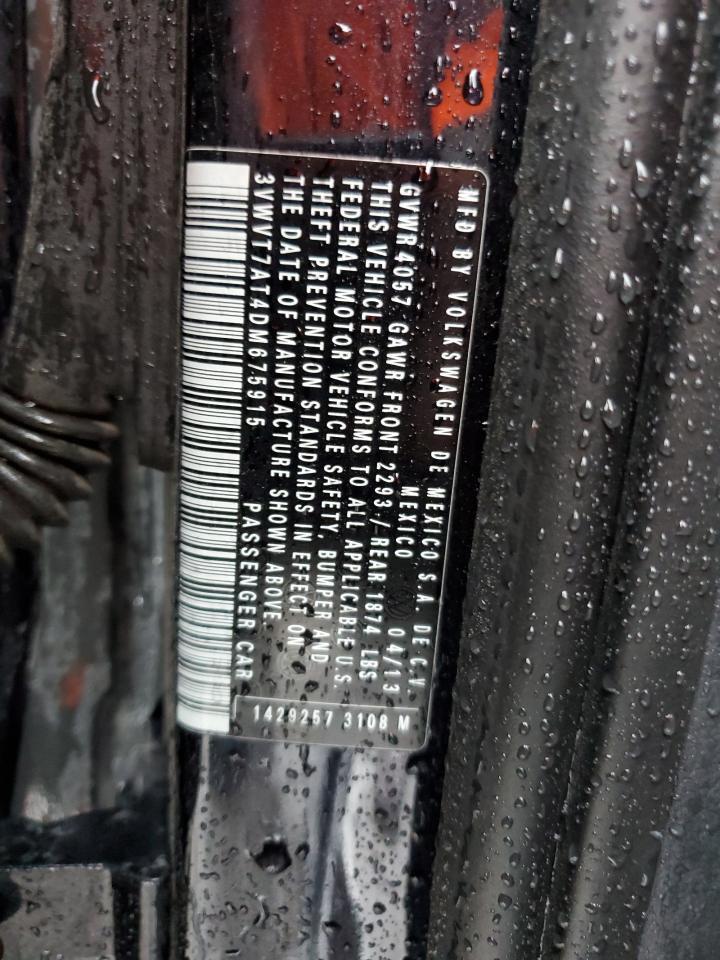 MFD BY VOLKSWAGEN DE MEXICO S.A. DE C.V.
MEXICO 04/13
GVWR 4057 GAWR FRONT 2293 / REAR 1874 LBS
THIS VEHICLE CONFORMS TO ALL APPLICABLE U.S.
FEDERAL MOTOR VEHICLE SAFETY, BUMPER AND
THEFT PREVENTION STANDARDS IN EFFECT ON
THE DATE OF MANUFACTURE SHOWN ABOVE.
3VWVT7AT4DM675915 PASSENGER CAR
1429257 3108 M